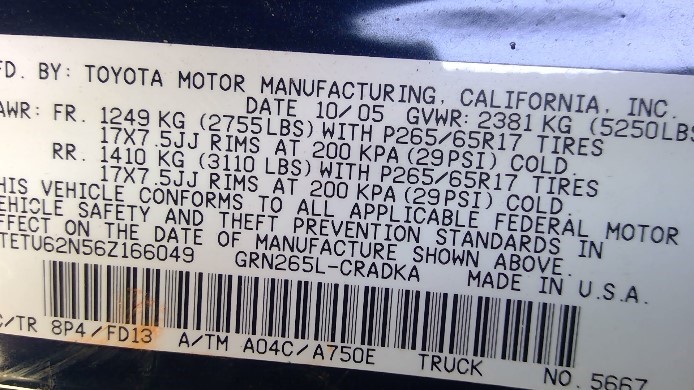 FD. BY: TOYOTA MOTOR MANUFACTURING, CALIFORNIA, INC.
DATE 10/05 GVWR: 2381 KG (5250LBS
AWR: FR. 1249 KG (2755LBS) WITH P265/65R17 TIRES
17X7.5JJ RIMS AT 200 KPA (29PSI) COLD.
RR. 1410 KG (3110 LBS) WITH P265/65R17 TIRES
17X7.5JJ RIMS AT 200 KPA (29PSI) COLD.
HIS VEHICLE CONFORMS TO ALL APPLICABLE FEDERAL MOTOR
EHICLE SAFETY AND THEFT PREVENTION STANDARDS IN
FFECT ON THE DATE OF MANUFACTURE SHOWN ABOVE.
TETU62N56Z166049 GRN265L-CRADKA MADE IN U.S.A.
C/TR 8P4/FD13 A/TM A04C/A750E TRUCK NO. 5667